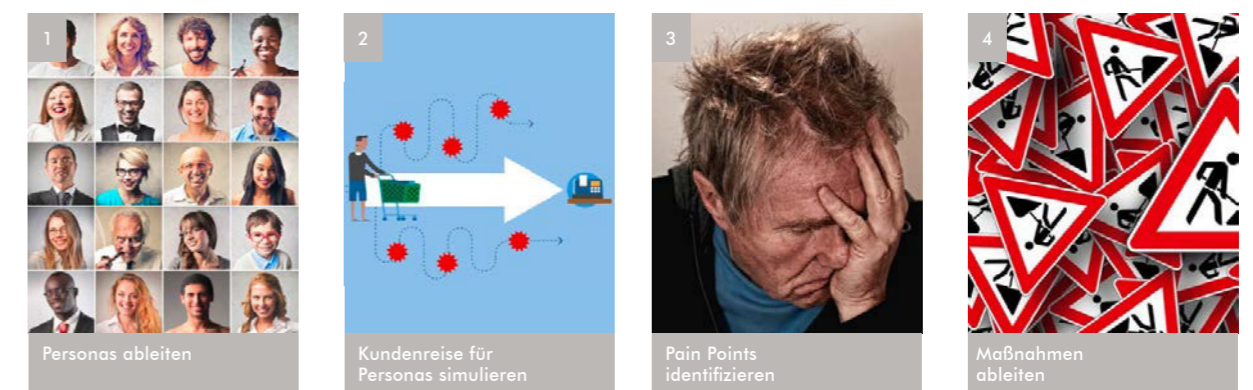 1
Personas ableiten
2
Kundenreise für
Personas simulieren
3
Pain Points
identifizieren
4
Maßnahmen
ableiten